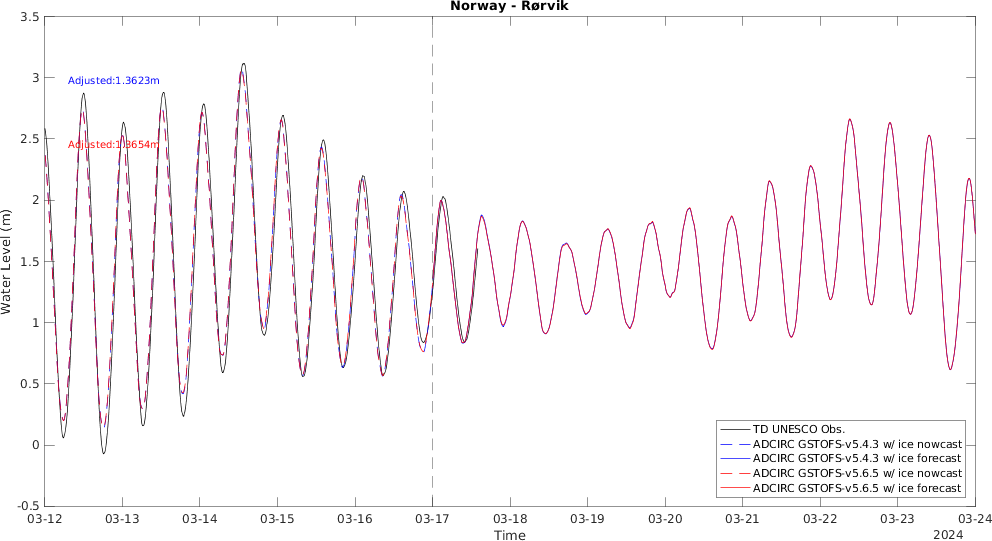 Norway - Rørvik
3.5
3
2.5
2
1.5
1
0.5
0
-0.5
Water Level (m)
Adjusted:1.3623m
Adjusted:1.3654m
TD UNESCO Obs.
ADCIRC GSTOFS-v5.4.3 w/ ice nowcast
ADCIRC GSTOFS-v5.4.3 w/ ice forecast
ADCIRC GSTOFS-v5.6.5 w/ ice nowcast
ADCIRC GSTOFS-v5.6.5 w/ ice forecast
03-12 03-13 03-14 03-15 03-16 03-17 03-18 03-19 03-20 03-21 03-22 03-23 03-24
Time
2024